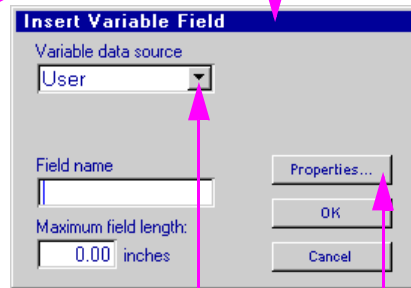 Insert Variable Field
Variable data source
User
Field name
Properties...
OK
Maximum field length:
0.00 inches
Cancel